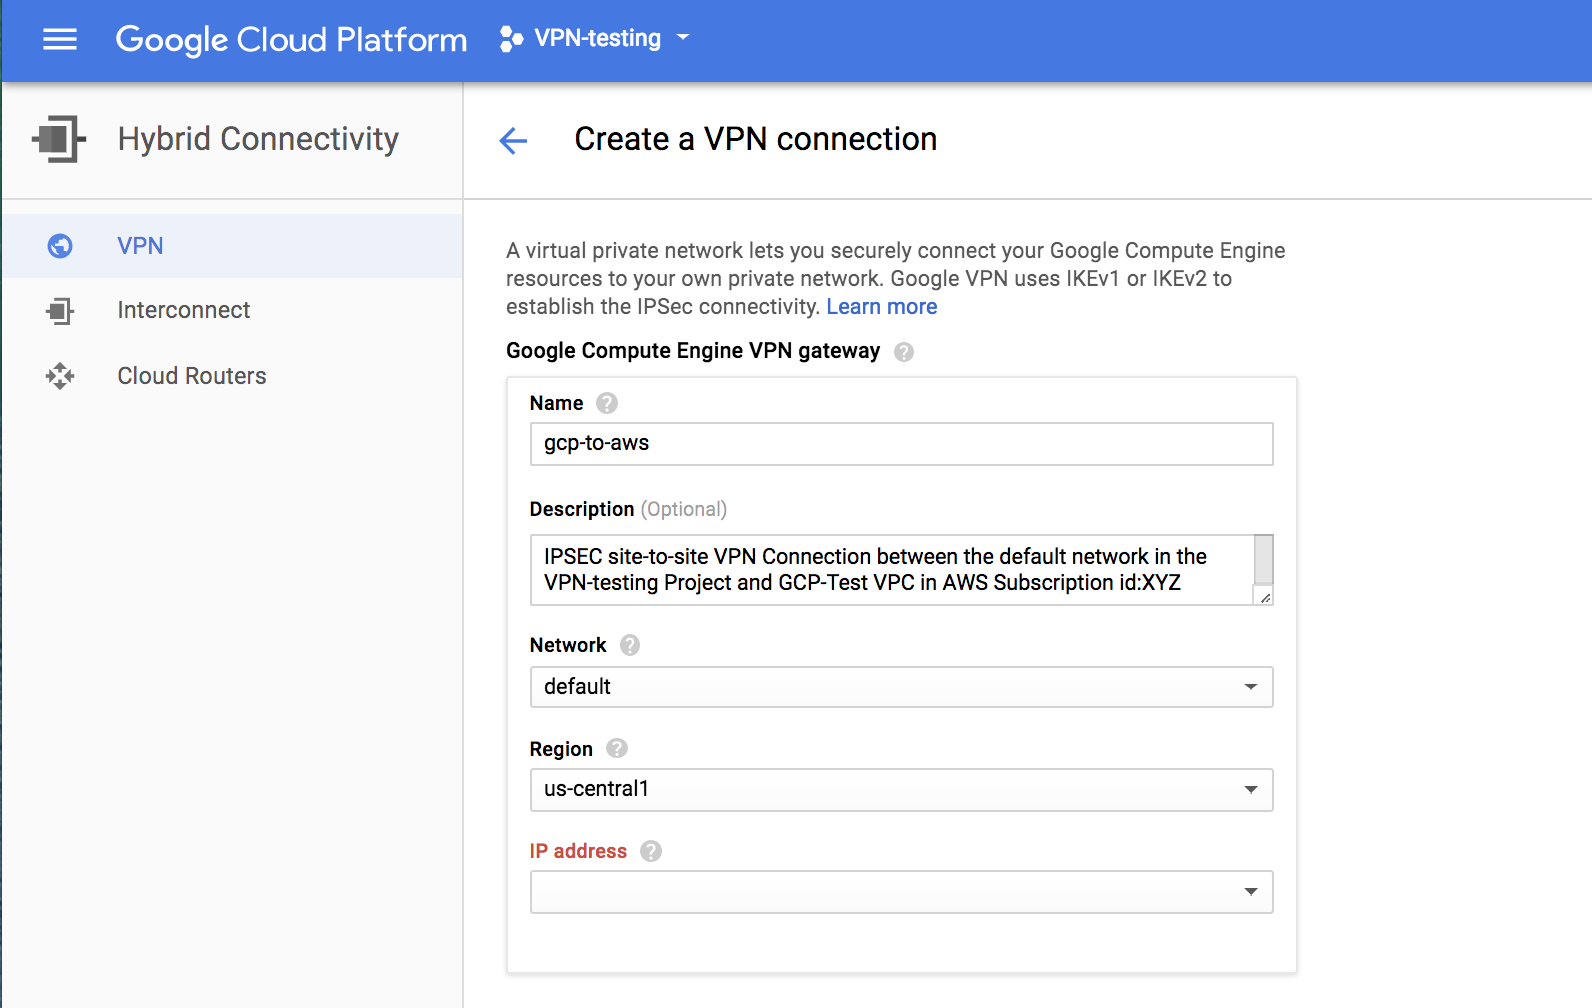 Google Cloud Platform
VPN-testing
Hybrid Connectivity
Create a VPN connection
VPN
Interconnect
Cloud Routers
A virtual private network lets you securely connect your Google Compute Engine
resources to your own private network. Google VPN uses IKEv1 or IKEv2 to
establish the IPSec connectivity. Learn more
Google Compute Engine VPN gateway ?
Name ?
gcp-to-aws
Description (Optional)
IPSEC site-to-site VPN Connection between the default network in the
VPN-testing Project and GCP-Test VPC in AWS Subscription id:XYZ
Network ?
default
Region ?
us-central1
IP address ?